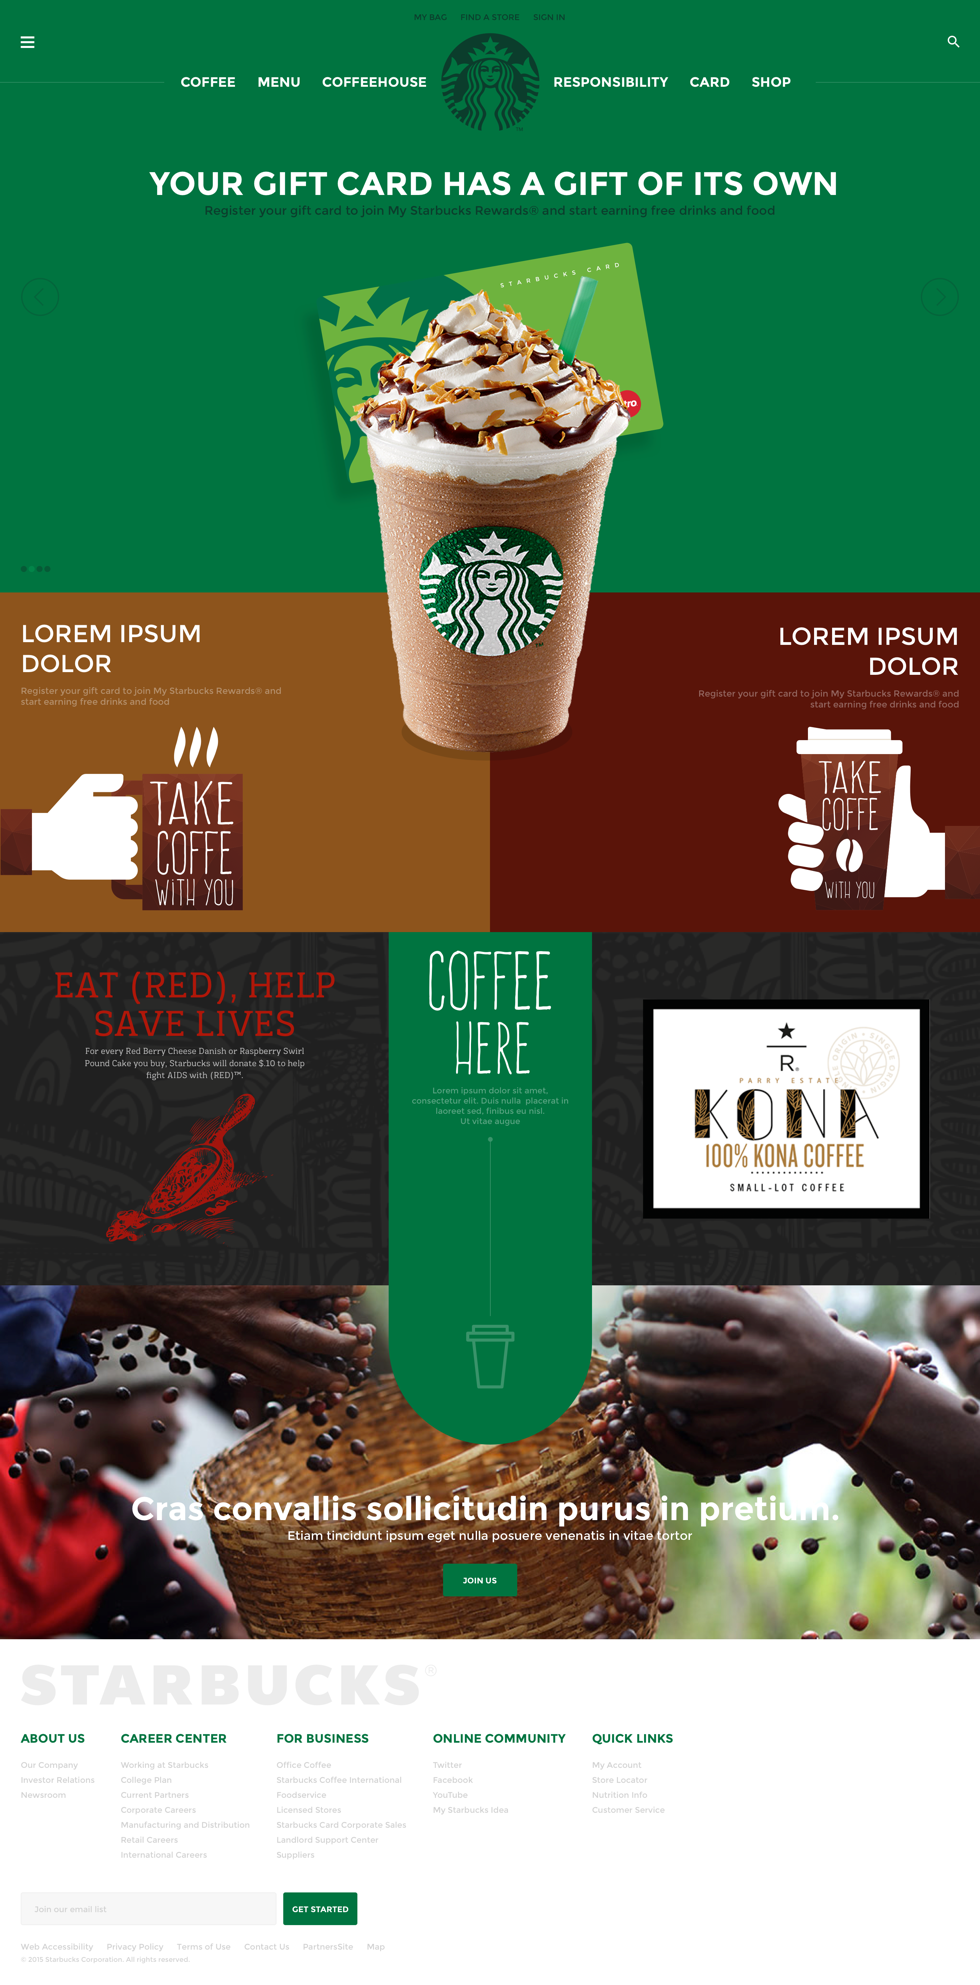 MY BAG FIND A STORE SIGN IN
COFFEE MENU COFFEEHOUSE RESPONSIBILITY CARD SHOP
TM
YOUR GIFT CARD HAS A GIFT OF ITS OWN
Register your gift card to join My Starbucks Rewards® and start earning free drinks and food
STARBUCKS CARD
TM
LOREM IPSUM
DOLOR
Register your gift card to join My Starbucks Rewards® and
start earning free drinks and food
TAKE
COFFE
WITH YOU
LOREM IPSUM
DOLOR
Register your gift card to join My Starbucks Rewards® and
start earning free drinks and food
TAKE
COFFE
WITH YOU
EAT (RED), HELP
SAVE LIVES
For every Red Berry Cheese Danish or Raspberry Swirl
Pound Cake you buy, Starbucks will donate $.10 to help
fight AIDS with (RED)™.
COFFEE
HERE
Lorem ipsum dolor sit amet,
consectetur elit. Duis nulla placerat in
laoreet sed, finibus eu nisl.
Ut vitae augue
R®
SINGLE ORIGIN • SINGLE ORIGIN
PARRY ESTATE
KONA
100% KONA COFFEE
SMALL-LOT COFFEE
Cras convallis sollicitudin purus in pretium.
Etiam tincidunt ipsum eget nulla posuere venenatis in vitae tortor
JOIN US
STARBUCKS®
ABOUT US
Our Company
Investor Relations
Newsroom
CAREER CENTER
Working at Starbucks
College Plan
Current Partners
Corporate Careers
Manufacturing and Distribution
Retail Careers
International Careers
FOR BUSINESS
Office Coffee
Starbucks Coffee International
Foodservice
Licensed Stores
Starbucks Card Corporate Sales
Landlord Support Center
Suppliers
ONLINE COMMUNITY
Twitter
Facebook
YouTube
My Starbucks Idea
QUICK LINKS
My Account
Store Locator
Nutrition Info
Customer Service
Join our email list
GET STARTED
Web Accessibility Privacy Policy Terms of Use Contact Us PartnersSite Map
© 2015 Starbucks Corporation. All rights reserved.